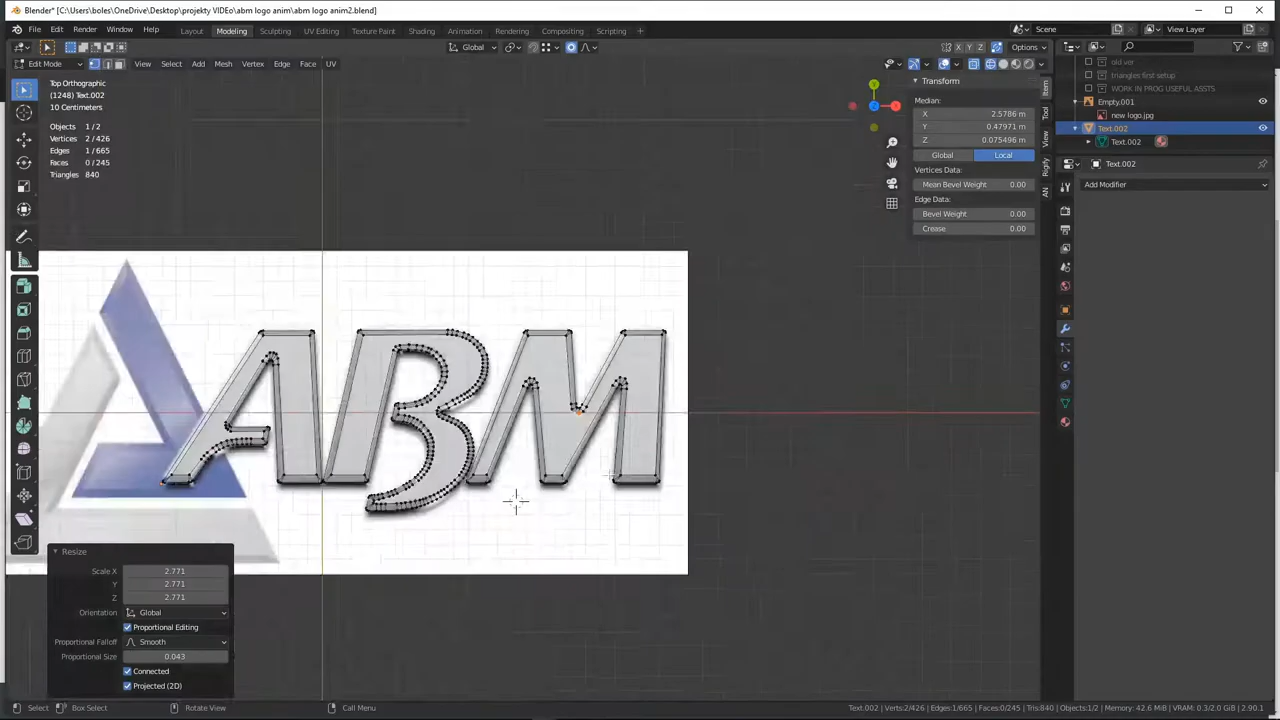 Blender* [C:\Users\boles\OneDrive\Desktop\projekty VIDEo\abm logo anim\abm logo anim2.blend]
File Edit Render Window Help Layout Modeling Sculpting UV Editing Texture Paint Shading Animation Rendering Compositing Scripting + Scene View Layer
Global Options
Edit Mode View Select Add Mesh Vertex Edge Face UV
X Y Z
Top Orthographic
(1248) Text.002
10 Centimeters
Objects 1/2
Vertices 2/426
Edges 1/665
Faces 0/245
Triangles 840
Y
X
Z
Transform
Median:
X 2.5786 m
Y 0.47971 m
Z 0.075496 m
Global Local
Vertices Data:
Mean Bevel Weight 0.00
Edge Data:
Bevel Weight 0.00
Crease 0.00
Item
Tool
View
Rigify
AN
old ver
triangles first setup
WORK IN PROG USEFUL ASSTS
Empty.001
new logo.jpg
Text.002
Text.002
Text.002
Add Modifier
ABM
Resize
Scale X 2.771
Y 2.771
Z 2.771
Orientation Global
Proportional Editing
Proportional Falloff Smooth
Proportional Size 0.043
Connected
Projected (2D)
Select Box Select Rotate View Call Menu
Text.002 | Verts:2/426 | Edges:1/665 | Faces:0/245 | Tris:840 | Objects:1/2 | Memory: 42.6 MiB | VRAM: 0.3/2.0 GiB | 2.90.1